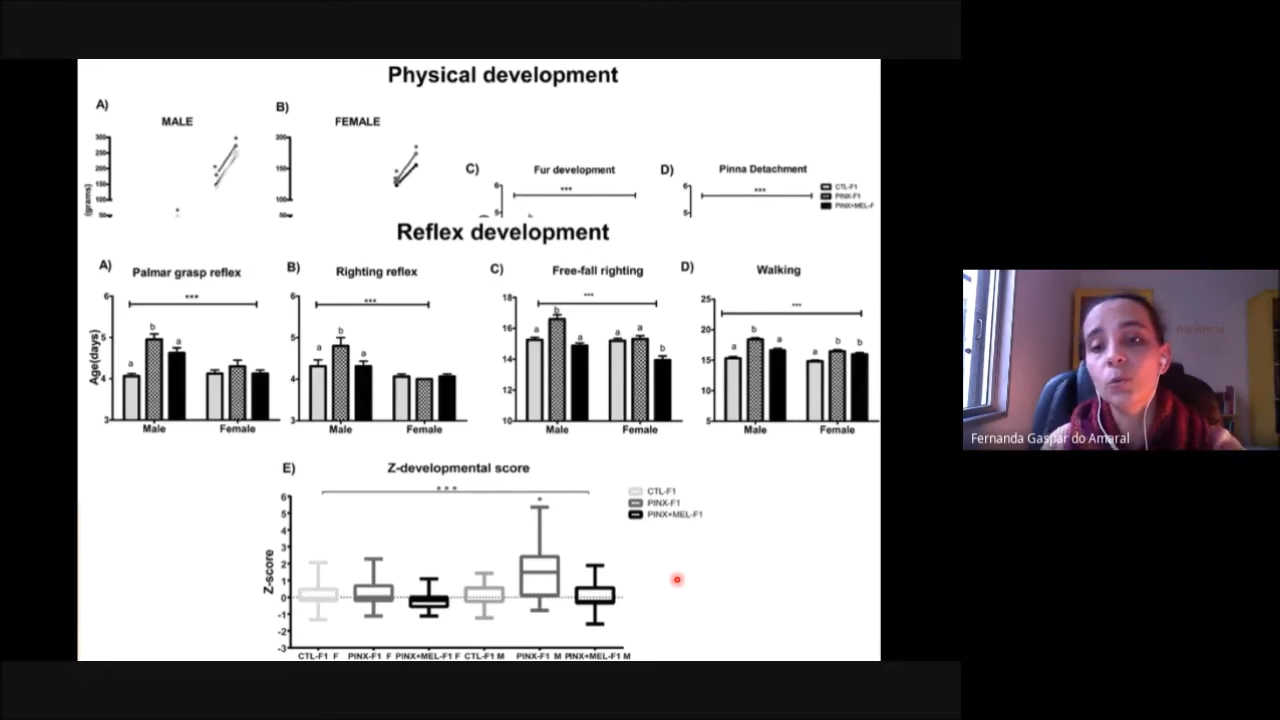 Physical development
A)
MALE
300
250
200
150
100
50
(grams)
B)
FEMALE
200
150
100
50
C)
Fur development
***
6
5
b
D)
Pinna Detachment
***
6
5
CTL-F1
PINX-F1
PINX+MEL-F
Reflex development
A)
Palmar grasp reflex
***
6
5
4
3
Age(days)
a
b
a
Male
Female
B)
Righting reflex
***
6
5
4
3
a
b
a
Male
Female
C)
Free-fall righting
***
18
16
14
12
10
a
b
a
a
a
b
Male
Female
D)
Walking
***
25
20
15
10
5
a
b
a
a
b
b
Male
Female
E)
Z-developmental score
***
*
6
5
4
3
2
1
0
-1
-2
-3
Z-score
CTL-F1 F
PINX-F1 F
PINX+MEL-F1 F
CTL-F1 M
PINX-F1 M
PINX+MEL-F1 M
CTL-F1
PINX-F1
PINX+MEL-F1
Fernanda Gaspar do Amaral